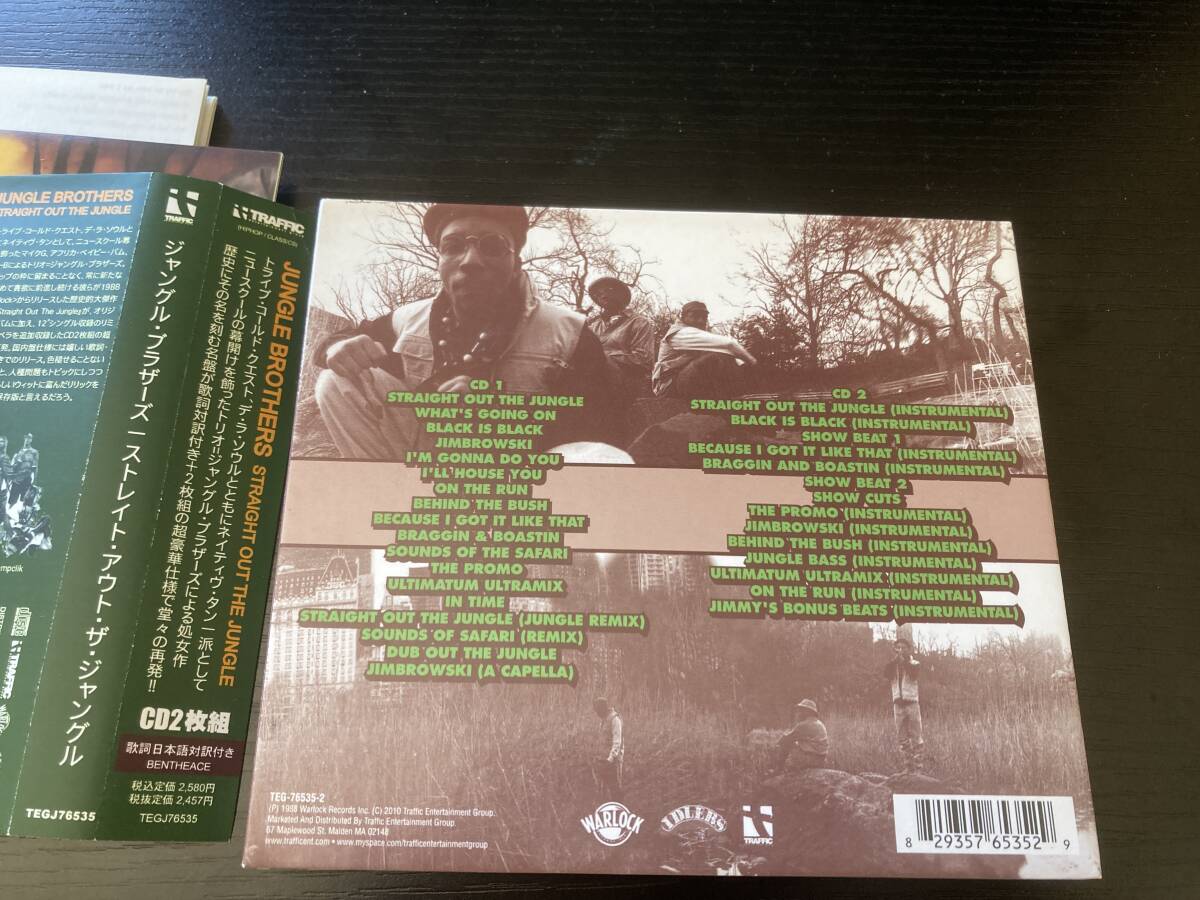 JUNGLE BROTHERS
STRAIGHT OUT THE JUNGLE
mpclik
TRAFFIC
ジャングル・ブラザーズ | ストレイト・アウト・ザ・ジャングル
TEGJ76535
TRAFFIC
(HIPHOP / CLASSICS)
JUNGLE BROTHERS STRAIGHT OUT THE JUNGLE
トライブ・コールド・クエスト、デ・ラ・ソウルとともにネイティヴ・タン一派として
ニュースクールの幕開けを飾ったトリオ=ジャングル・ブラザーズによる処女作
歴史にその名を刻む名盤が歌詞対訳付き+2枚組の超豪華仕様で堂々の再発!!
CD2枚組
歌詞日本語対訳付き
BENTHEACE
税込定価 2,580円
税抜定価 2,457円
TEGJ76535
CD 1
STRAIGHT OUT THE JUNGLE
WHAT'S GOING ON
BLACK IS BLACK
JIMBROWSKI
I'M GONNA DO YOU
I'LL HOUSE YOU
ON THE RUN
BEHIND THE BUSH
BECAUSE I GOT IT LIKE THAT
BRAGGIN & BOASTIN
SOUNDS OF THE SAFARI
THE PROMO
ULTIMATUM ULTRAMIX
IN TIME
STRAIGHT OUT THE JUNGLE (JUNGLE REMIX)
SOUNDS OF SAFARI (REMIX)
DUB OUT THE JUNGLE
JIMBROWSKI (A CAPELLA)
CD 2
STRAIGHT OUT THE JUNGLE (INSTRUMENTAL)
BLACK IS BLACK (INSTRUMENTAL)
SHOW BEAT 1
BECAUSE I GOT IT LIKE THAT (INSTRUMENTAL)
BRAGGIN AND BOASTIN (INSTRUMENTAL)
SHOW BEAT 2
SHOW CUTS
THE PROMO (INSTRUMENTAL)
JIMBROWSKI (INSTRUMENTAL)
BEHIND THE BUSH (INSTRUMENTAL)
JUNGLE BASS (INSTRUMENTAL)
ULTIMATUM ULTRAMIX (INSTRUMENTAL)
ON THE RUN (INSTRUMENTAL)
JIMMY'S BONUS BEATS (INSTRUMENTAL)
TEG-76535-2
(P) 1988 Warlock Records Inc. (C) 2010 Traffic Entertainment Group.
Marketed And Distributed By Traffic Entertainment Group.
67 Maplewood St. Malden MA 02148
www.trafficent.com • www.myspace.com/trafficentertainmentgroup
WARLOCK
IDLERS
TRAFFIC
8 29357 65352 9